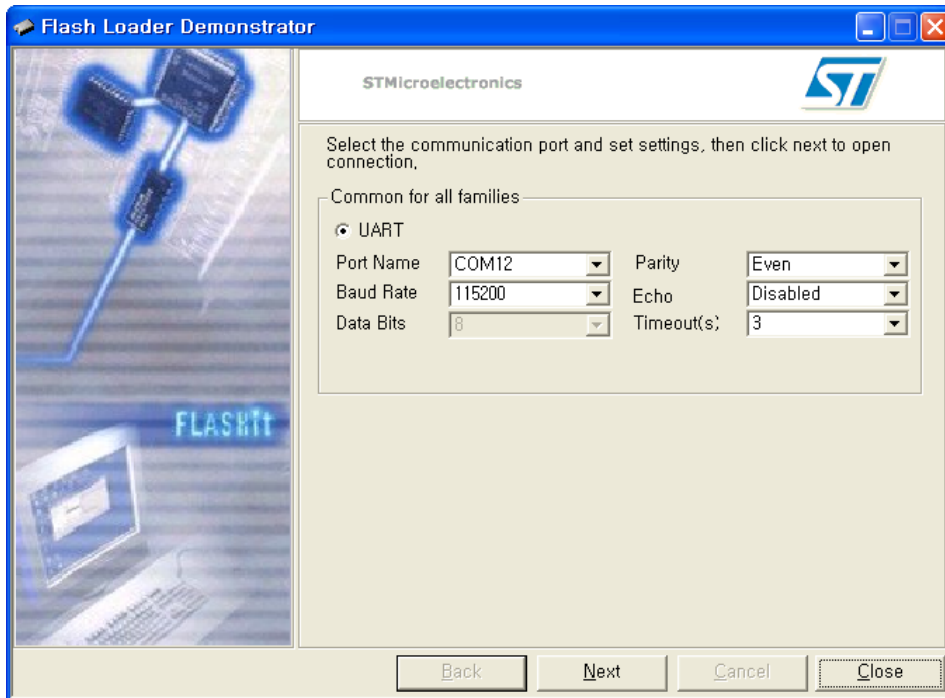 Flash Loader Demonstrator
STMicroelectronics
ST
Select the communication port and set settings, then click next to open
connection,
Common for all families
UART
Port Name COM12 Parity Even
Baud Rate 115200 Echo Disabled
Data Bits 8 Timeout(s) 3
FLASHit
Back Next Cancel Close